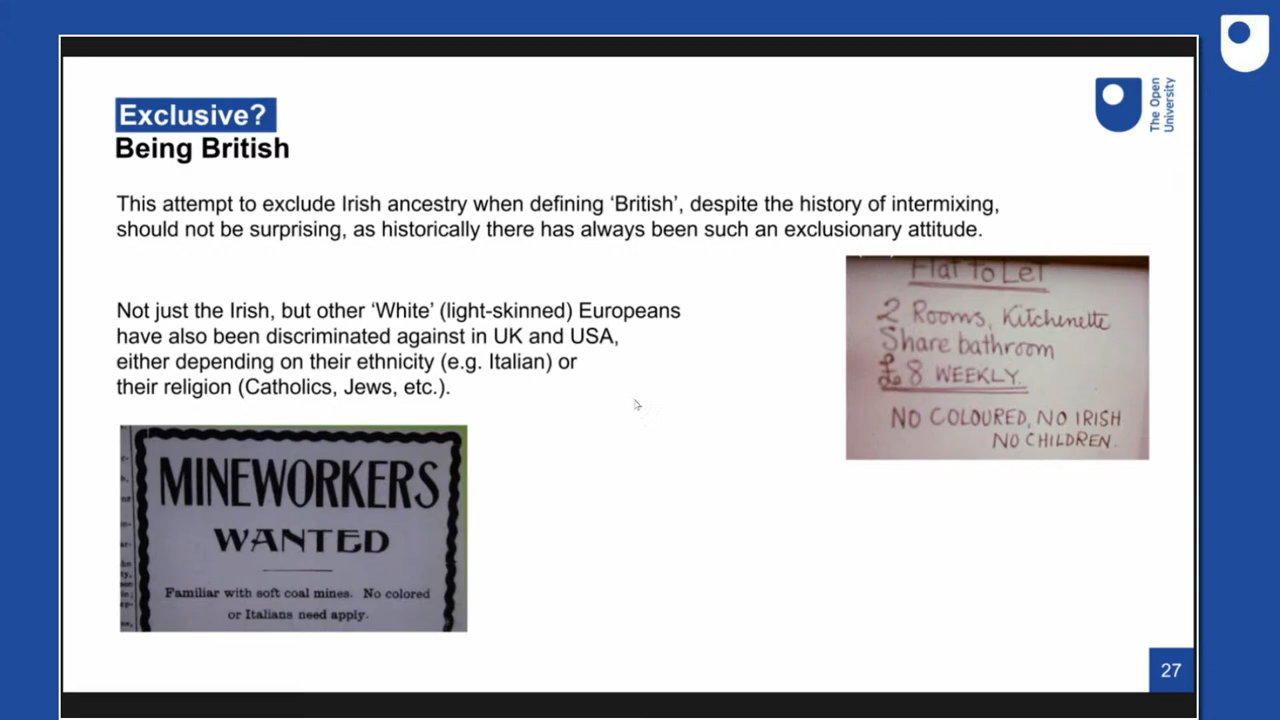 Exclusive?
Being British
The Open
University
This attempt to exclude Irish ancestry when defining ‘British’, despite the history of intermixing,
should not be surprising, as historically there has always been such an exclusionary attitude.
Not just the Irish, but other ‘White’ (light-skinned) Europeans
have also been discriminated against in UK and USA,
either depending on their ethnicity (e.g. Italian) or
their religion (Catholics, Jews, etc.).
Flat to Let
2 Rooms, Kitchenette
Share bathroom
£8 WEEKLY.
NO COLOURED, NO IRISH
NO CHILDREN.
MINEWORKERS
WANTED
Familiar with soft coal mines. No colored
or Italians need apply.
27